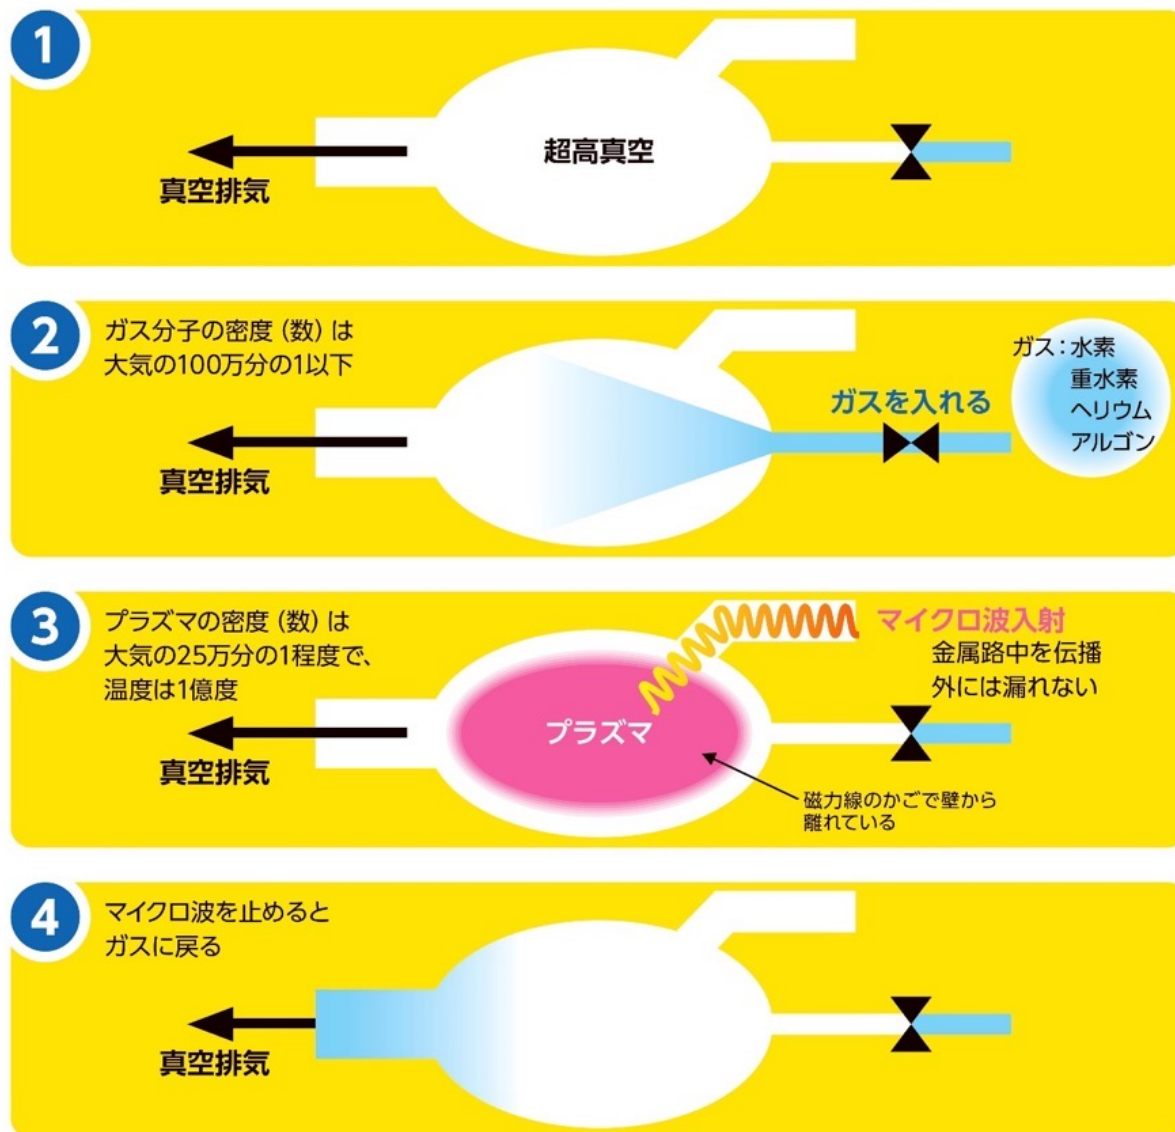 1
超高真空
真空排気
2
ガス分子の密度（数）は
大気の100万分の1以下
ガス：水素
重水素
ヘリウム
アルゴン
ガスを入れる
真空排気
3
プラズマの密度（数）は
大気の25万分の1程度で、
温度は1億度
マイクロ波入射
金属路中を伝播
外には漏れない
プラズマ
真空排気
磁力線のかごで壁から
離れている
4
マイクロ波を止めると
ガスに戻る
真空排気